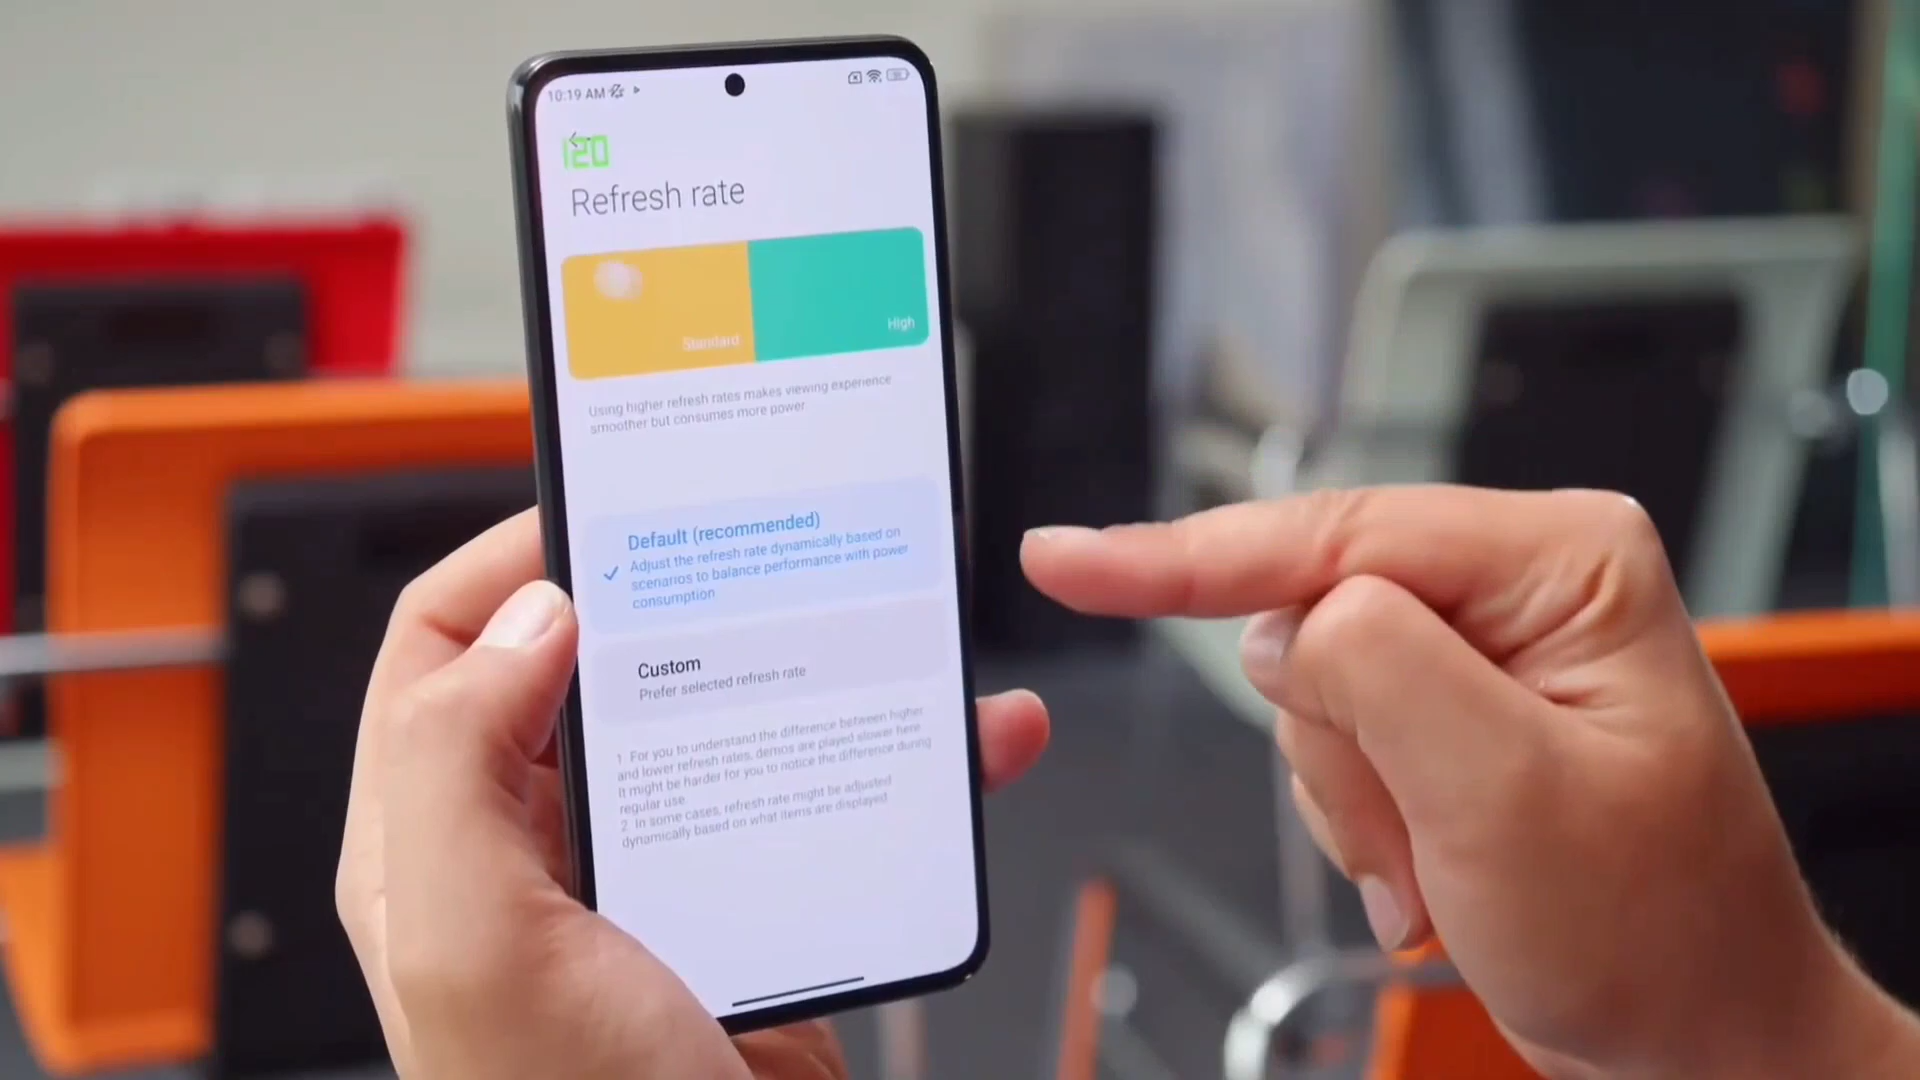 10:19 AM
120
Refresh rate
Standard
High
Using higher refresh rates makes viewing experience
smoother but consumes more power.
Default (recommended)
Adjust the refresh rate dynamically based on
scenarios to balance performance with power
consumption
Custom
Prefer selected refresh rate
1. For you to understand the difference between higher
and lower refresh rates, demos are played slower here.
It might be harder for you to notice the difference during
regular use.
2. In some cases, refresh rate might be adjusted
dynamically based on what items are displayed.